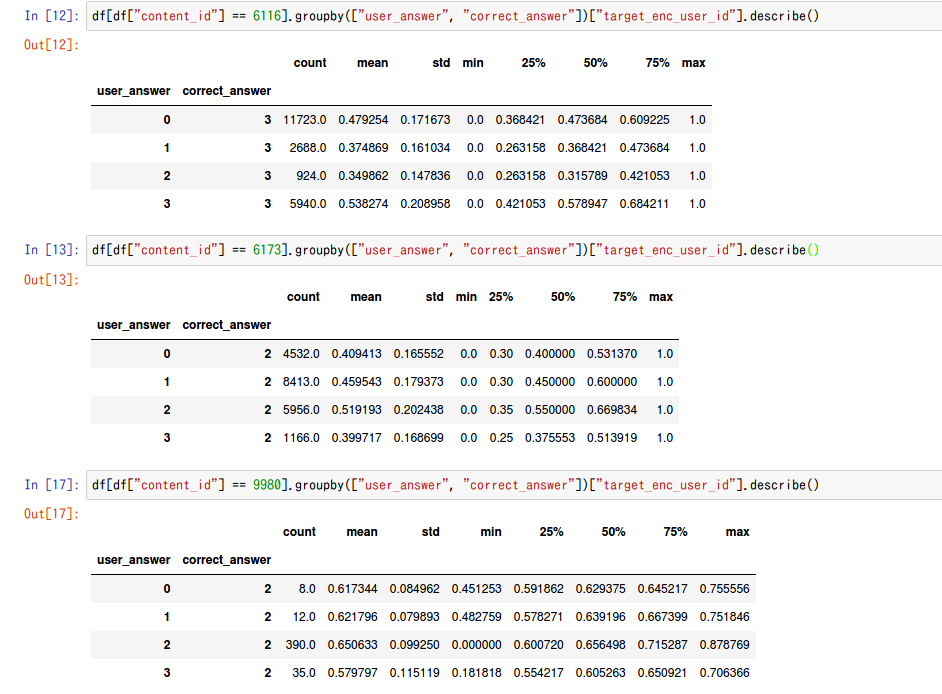 In [12]: df[df["content_id"] == 6116].groupby(["user_answer", "correct_answer"])["target_enc_user_id"].describe()
Out[12]:
count mean std min 25% 50% 75% max
user_answer correct_answer
0 3 11723.0 0.479254 0.171673 0.0 0.368421 0.473684 0.609225 1.0
1 3 2688.0 0.374869 0.161034 0.0 0.263158 0.368421 0.473684 1.0
2 3 924.0 0.349862 0.147836 0.0 0.263158 0.315789 0.421053 1.0
3 3 5940.0 0.538274 0.208958 0.0 0.421053 0.578947 0.684211 1.0
In [13]: df[df["content_id"] == 6173].groupby(["user_answer", "correct_answer"])["target_enc_user_id"].describe()
Out[13]:
count mean std min 25% 50% 75% max
user_answer correct_answer
0 2 4532.0 0.409413 0.165552 0.0 0.30 0.400000 0.531370 1.0
1 2 8413.0 0.459543 0.179373 0.0 0.30 0.450000 0.600000 1.0
2 2 5956.0 0.519193 0.202438 0.0 0.35 0.550000 0.669834 1.0
3 2 1166.0 0.399717 0.168699 0.0 0.25 0.375553 0.513919 1.0
In [17]: df[df["content_id"] == 9980].groupby(["user_answer", "correct_answer"])["target_enc_user_id"].describe()
Out[17]:
count mean std min 25% 50% 75% max
user_answer correct_answer
0 2 8.0 0.617344 0.084962 0.451253 0.591862 0.629375 0.645217 0.755556
1 2 12.0 0.621796 0.079893 0.482759 0.578271 0.639196 0.667399 0.751846
2 2 390.0 0.650633 0.099250 0.000000 0.600720 0.656498 0.715287 0.878769
3 2 35.0 0.579797 0.115119 0.181818 0.554217 0.605263 0.650921 0.706366